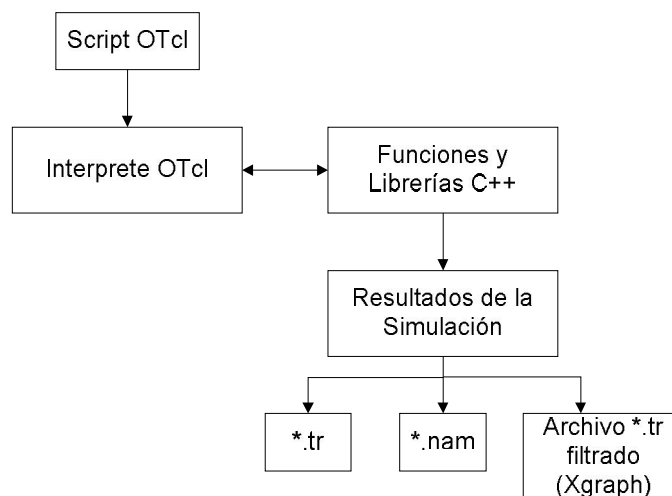 Script OTcl
Interprete OTcl
Funciones y
Librerías C++
Resultados de la
Simulación
*.tr
*.nam
Archivo *.tr
filtrado
(Xgraph)